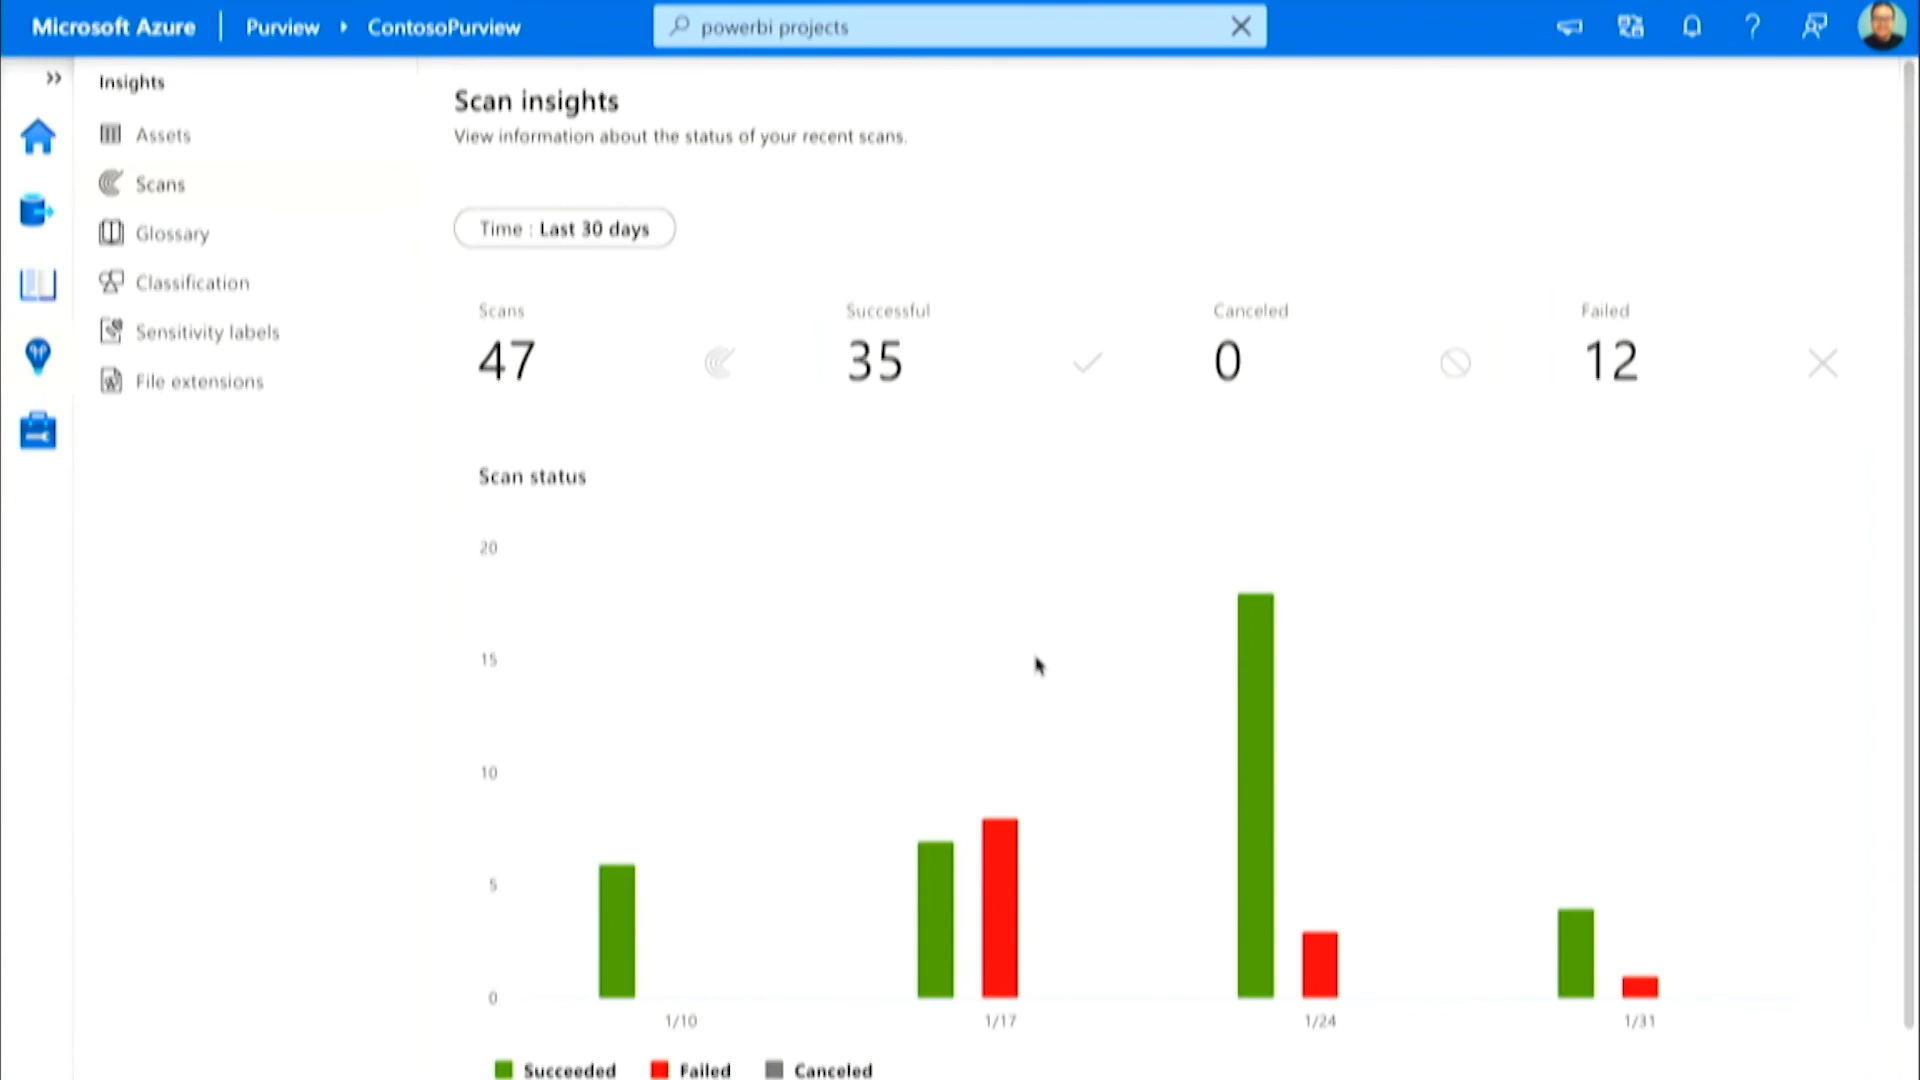 Microsoft Azure
Purview
ContosoPurview
powerbi projects
Insights
Assets
Scans
Glossary
Classification
Sensitivity labels
File extensions
Scan insights
View information about the status of your recent scans.
Time : Last 30 days
Scans
47
Successful
35
Canceled
0
Failed
12
Scan status
20
15
10
5
0
1/10
1/17
1/24
1/31
Succeeded
Failed
Canceled